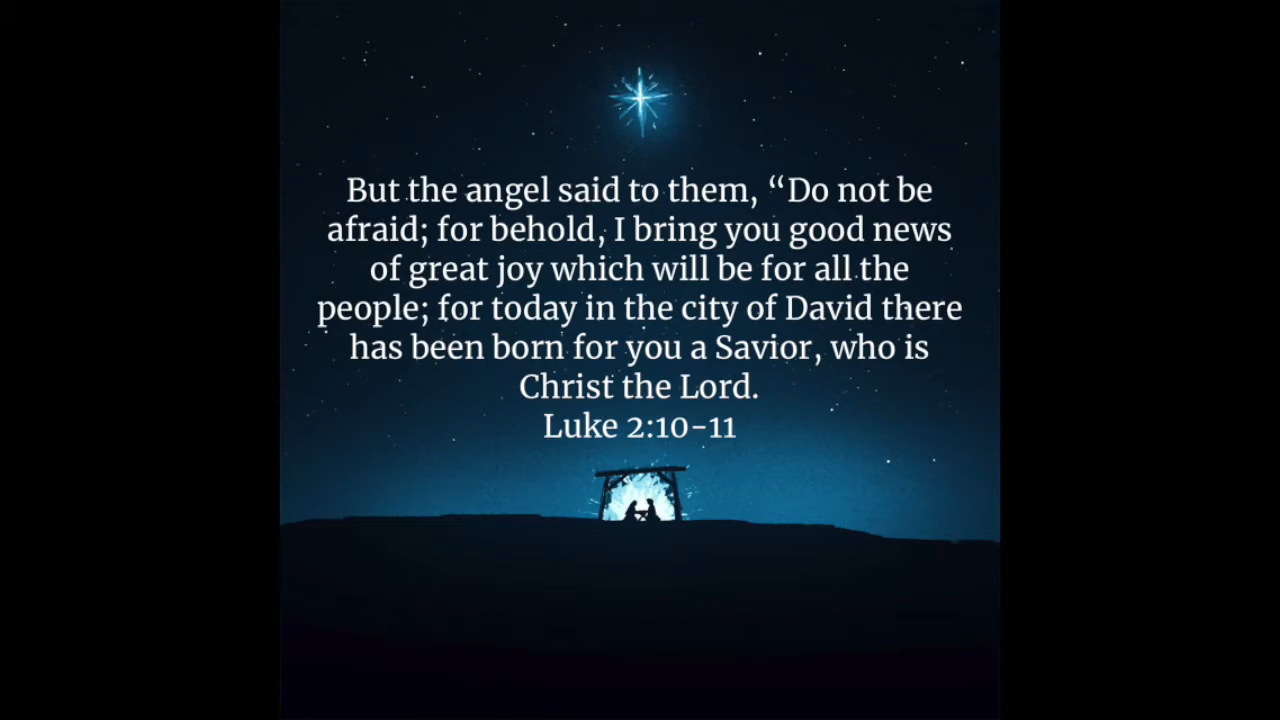 But the angel said to them, “Do not be
afraid; for behold, I bring you good news
of great joy which will be for all the
people; for today in the city of David there
has been born for you a Savior, who is
Christ the Lord.
Luke 2:10-11